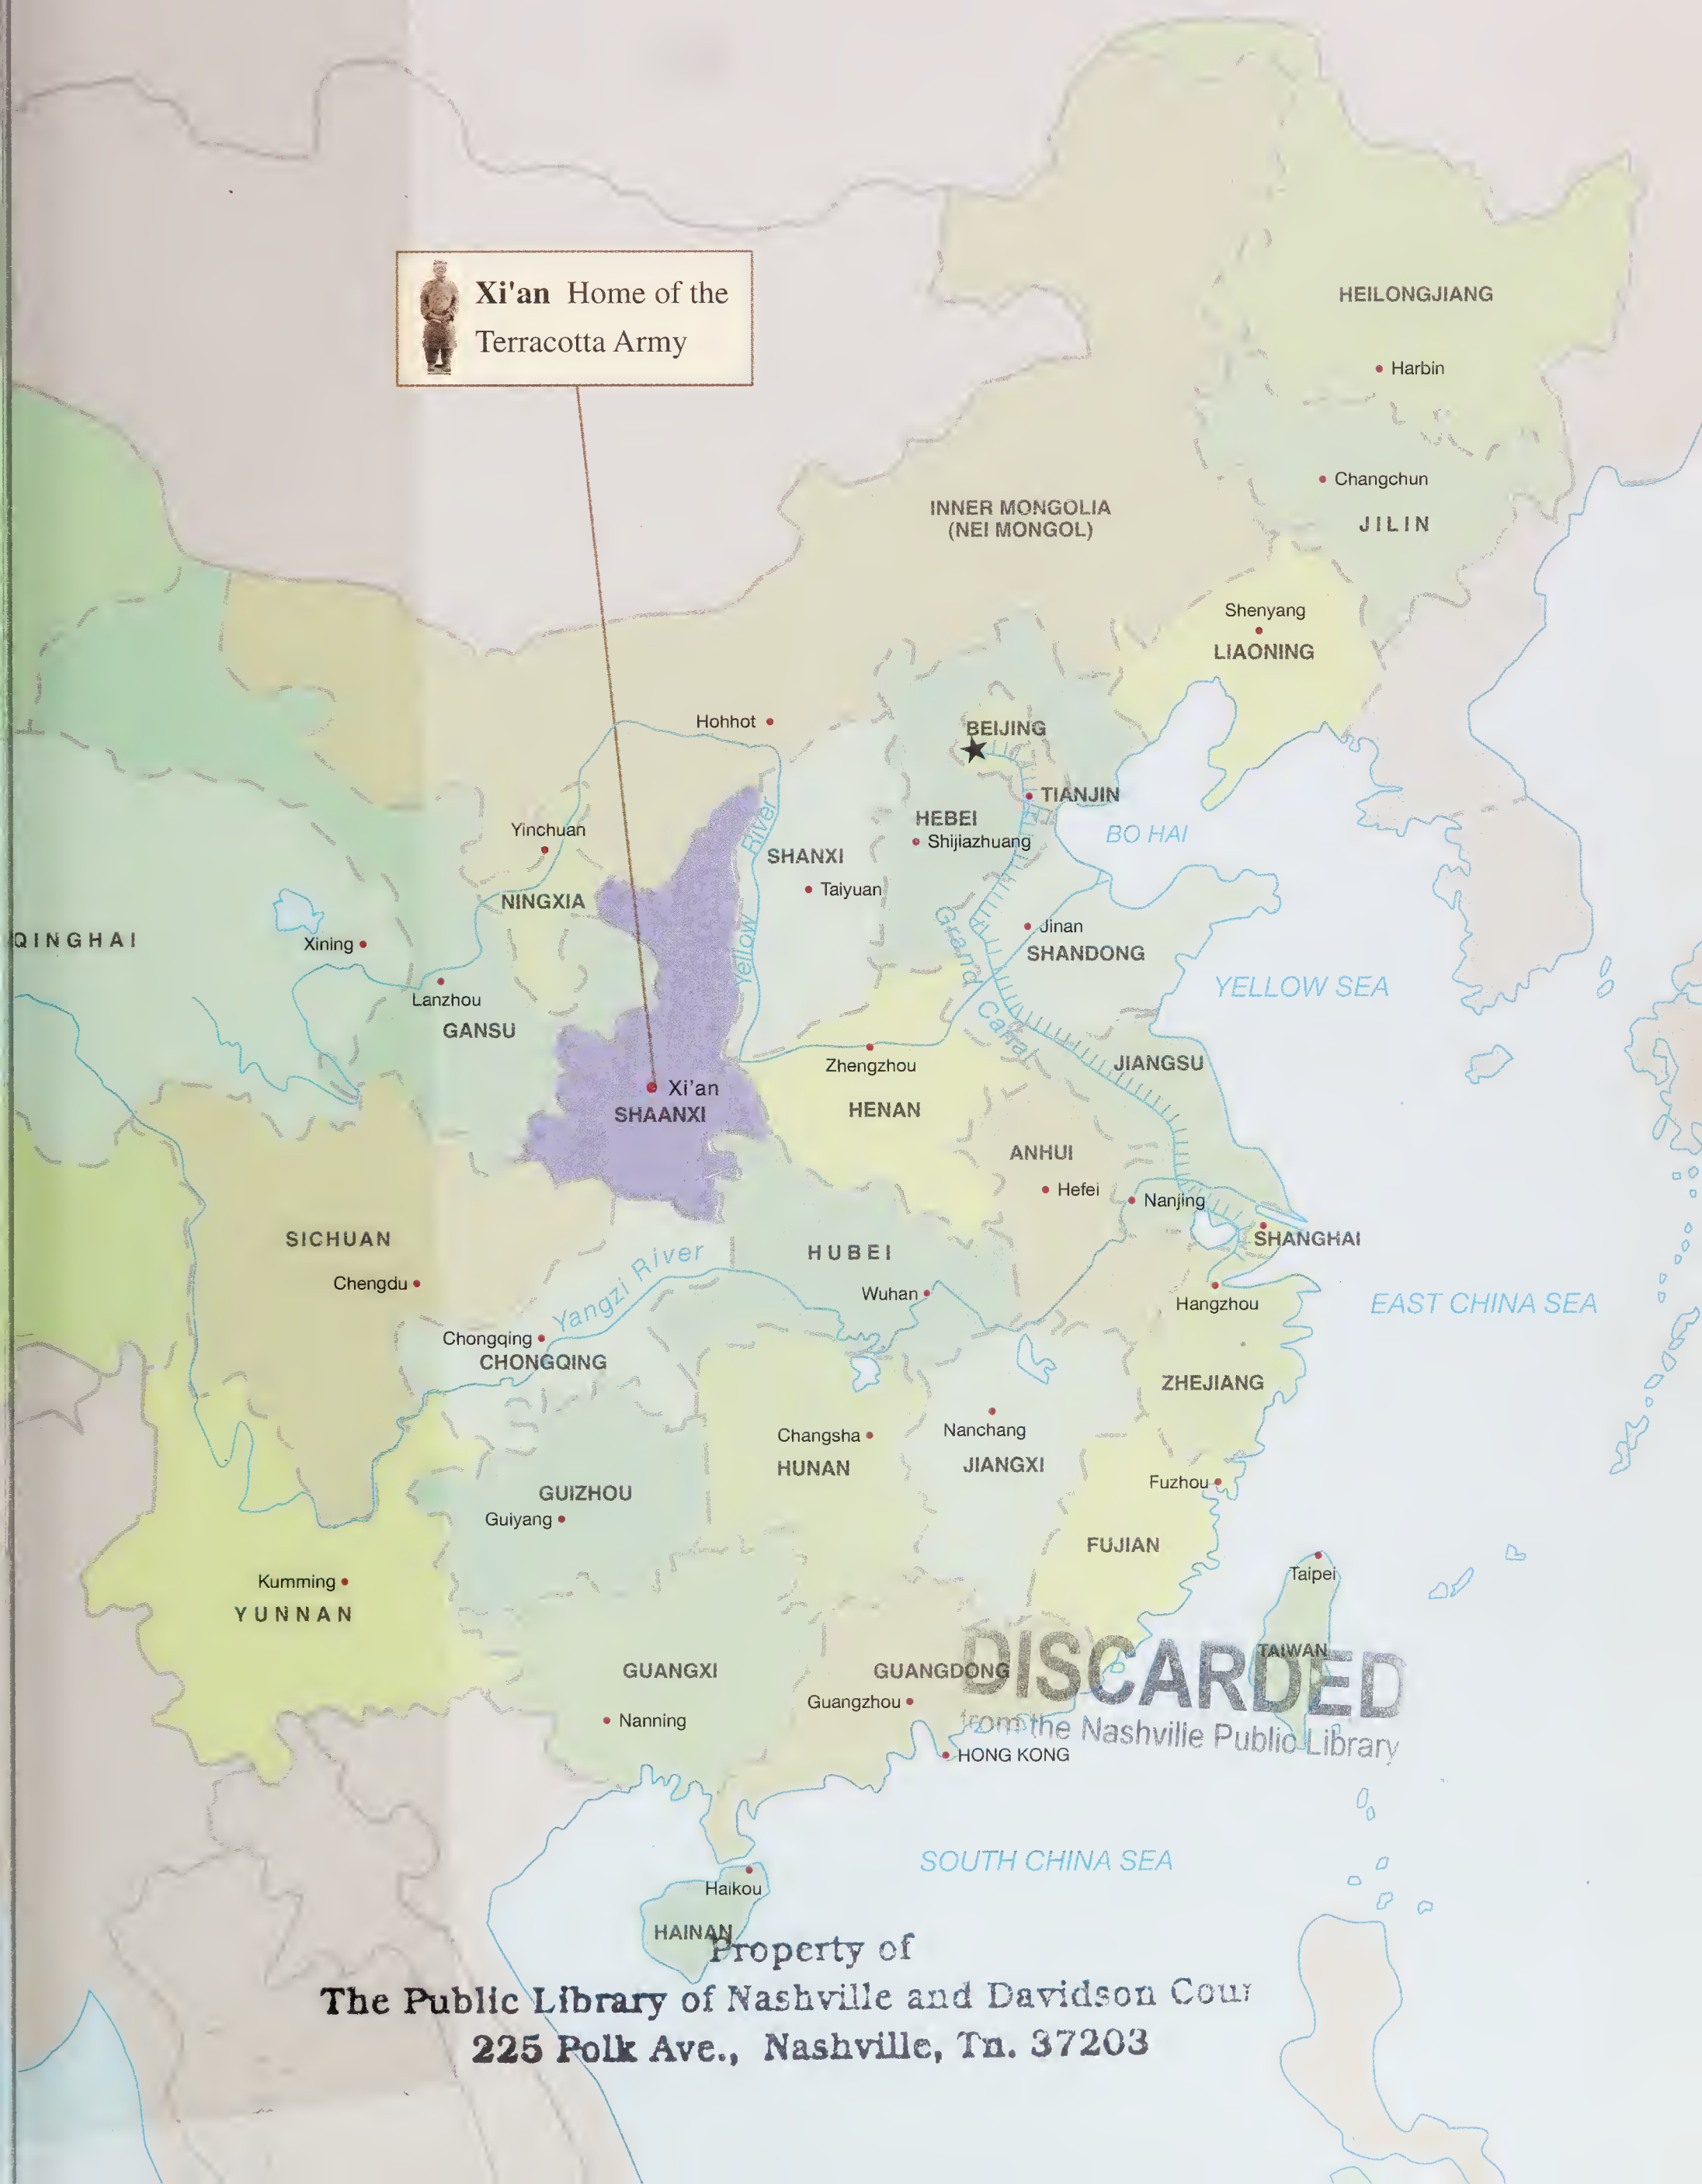 Xi'an Home of the
Terracotta Army
HEILONGJIANG
Harbin
Changchun
JILIN
INNER MONGOLIA
(NEI MONGOL)
Shenyang
LIAONING
Hohhot
BEIJING
TIANJIN
HEBEI
BO HAI
Shijiazhuang
Yinchuan
River
SHANXI
Taiyuan
NINGXIA
QINGHAI
Xining
Yellow
Grand
Jinan
SHANDONG
YELLOW SEA
Lanzhou
GANSU
Canal
Zhengzhou
JIANGSU
Xi'an
SHAANXI
HENAN
ANHUI
Hefei
Nanjing
SICHUAN
HUBEI
SHANGHAI
Yangzi River
Chengdu
Wuhan
Hangzhou
EAST CHINA SEA
Chongqing
CHONGQING
ZHEJIANG
Changsha
HUNAN
Nanchang
JIANGXI
Fuzhou
GUIZHOU
Guiyang
FUJIAN
Kumming
YUNNAN
Taipei
TAIWAN
GUANGXI
GUANGDONG
Guangzhou
Nanning
HONG KONG
DISCARDED
from the Nashville Public Library
SOUTH CHINA SEA
Haikou
HAINAN
Property of
The Public Library of Nashville and Davidson Cour
225 Polk Ave., Nashville, Tn. 37203